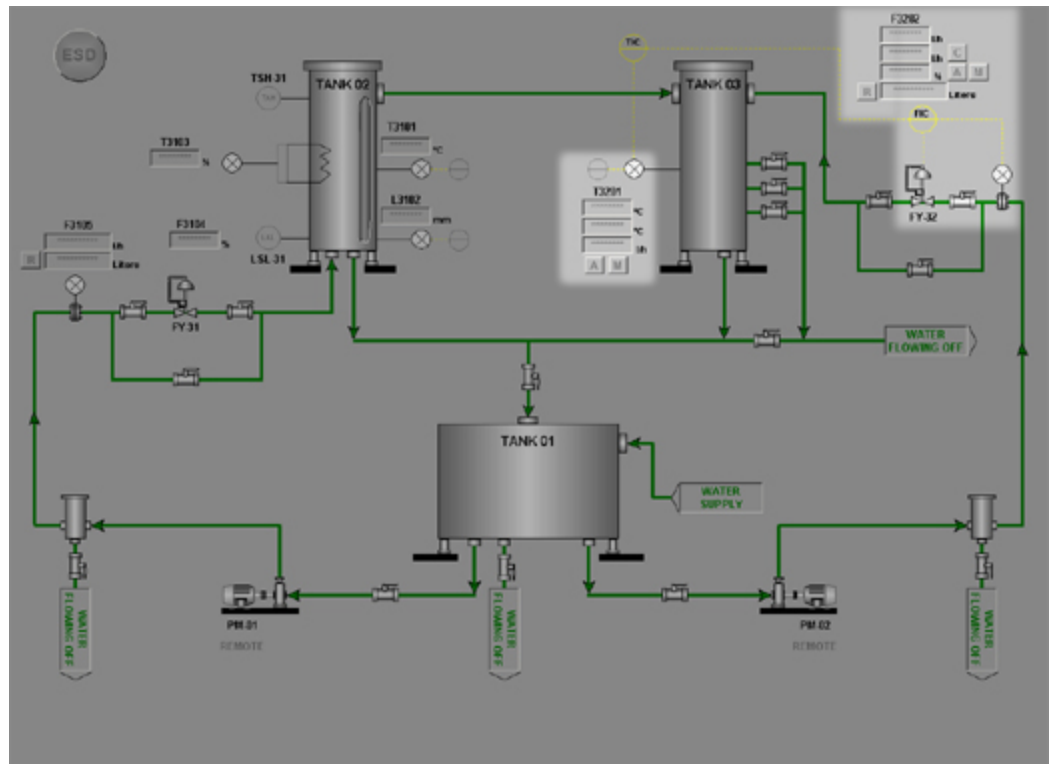 F3202
l/h
l/h
C
%
A M
R
Liters
ESD
TIC
FIC
TSH-31
TAH
TANK 02
TANK 03
T3101
°C
T3103
%
T3201
°C
°C
l/h
A M
L3102
mm
FY-32
F3105
l/h
R
Liters
F3104
%
LSL-31
FY-31
WATER
FLOWING OFF
TANK 01
WATER
SUPPLY
WATER
FLOWING OFF
PM-01
REMOTE
WATER
FLOWING OFF
PM-02
REMOTE
WATER
FLOWING OFF